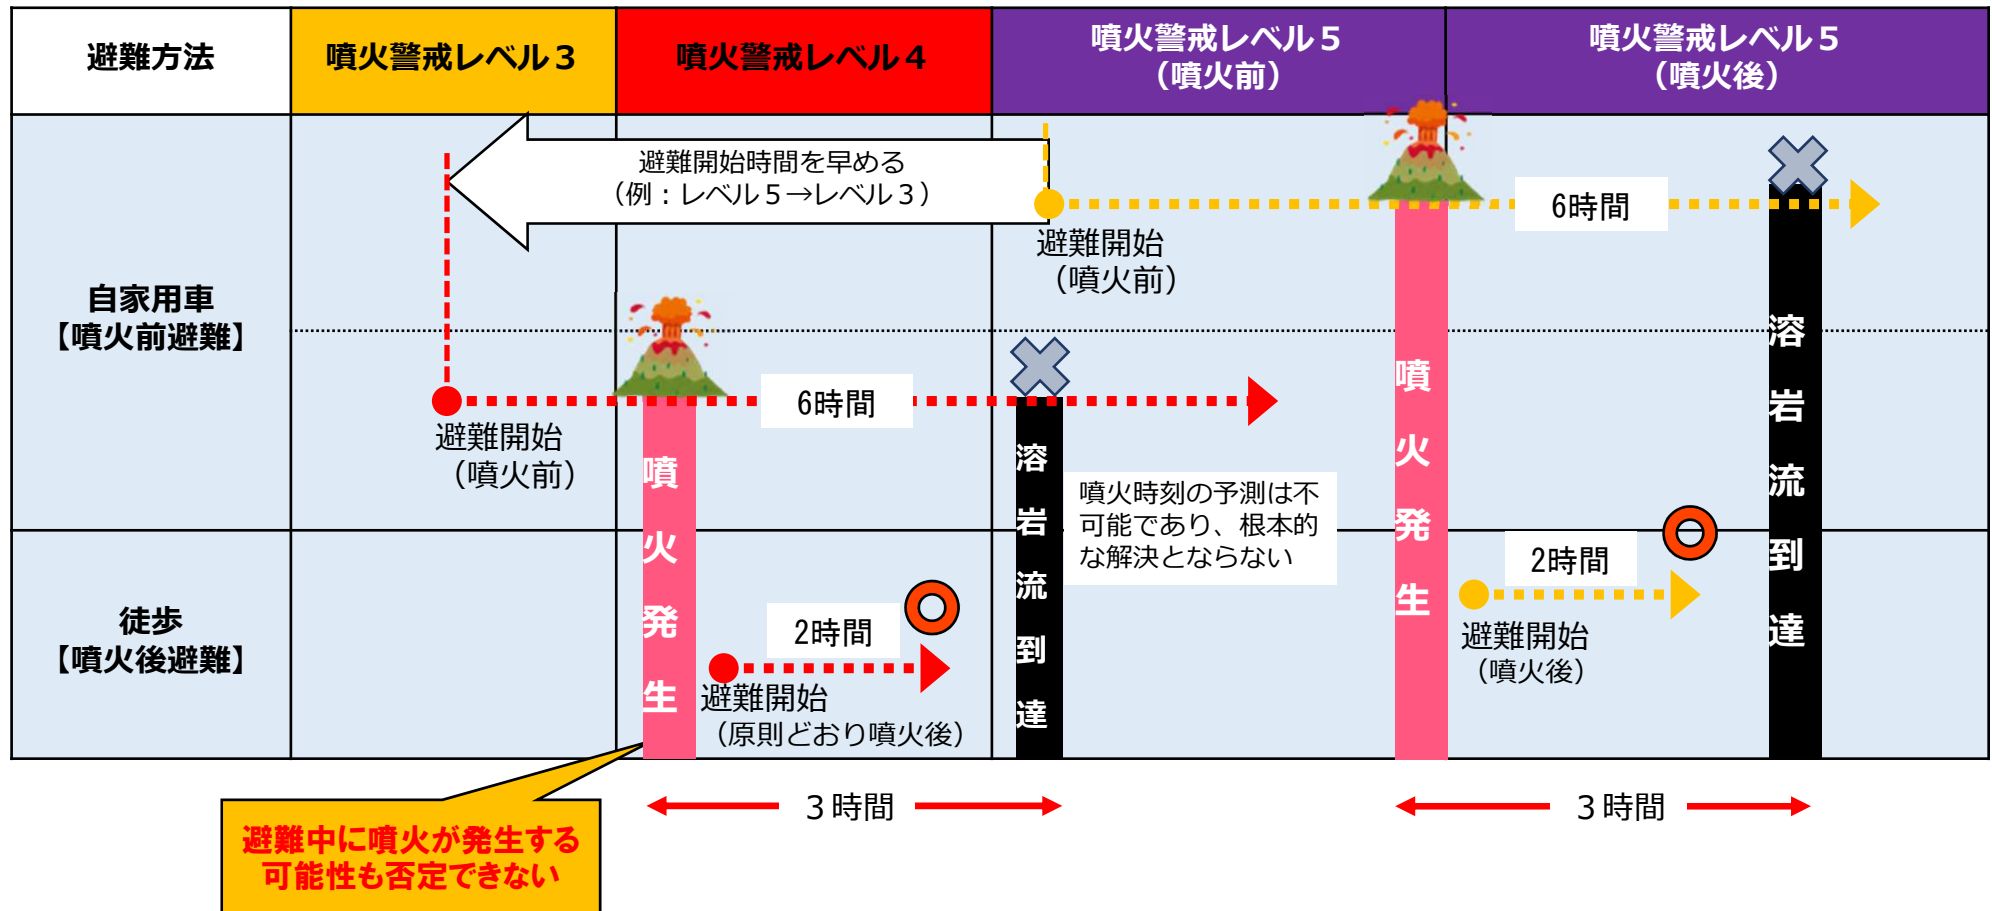 避難方法
噴火警戒レベル３
噴火警戒レベル４
噴火警戒レベル５
（噴火前）
噴火警戒レベル５
（噴火後）
自家用車
【噴火前避難】
避難開始時間を早める
（例：レベル５→レベル３）
避難開始
（噴火前）
6時間
避難開始
（噴火前）
6時間
噴火発生
溶岩流到達
噴火時刻の予測は不
可能であり、根本的
な解決とならない
噴火発生
溶岩流到達
徒歩
【噴火後避難】
2時間
避難開始
（原則どおり噴火後）
2時間
避難開始
（噴火後）
３時間
３時間
避難中に噴火が発生する
可能性も否定できない